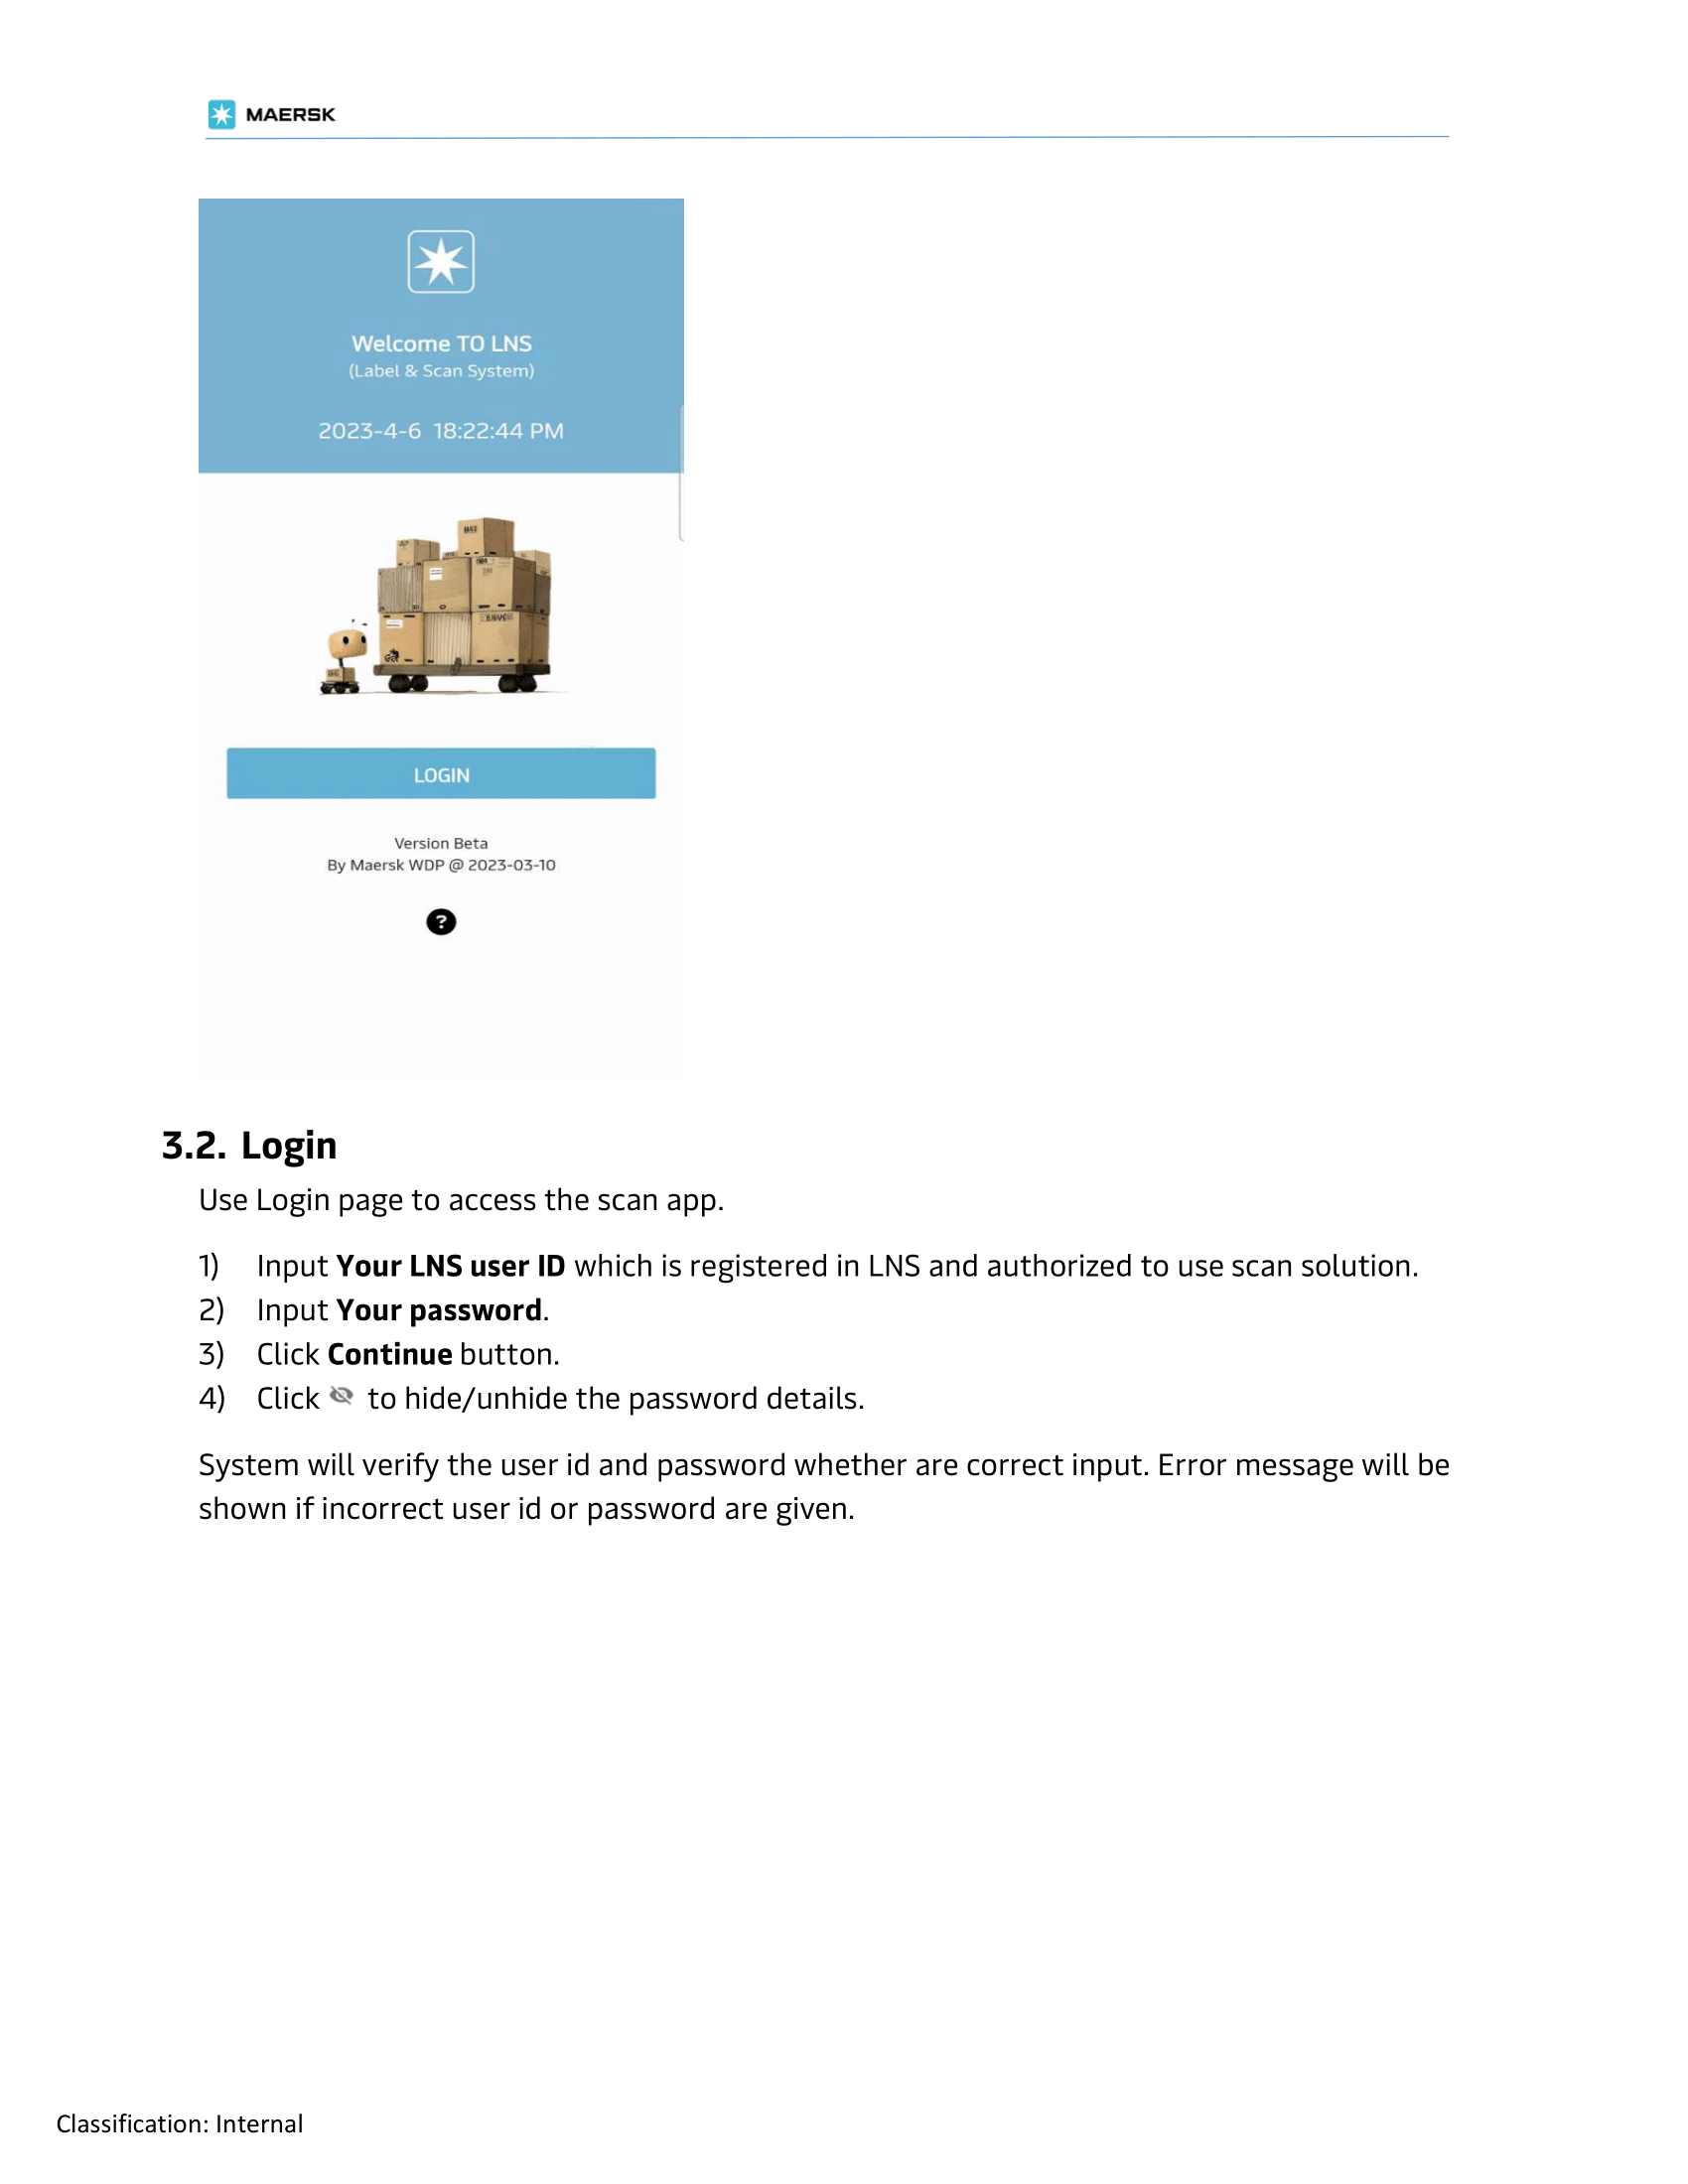 MAERSK
Welcome TO LNS
(Label & Scan System)
2023-4-6 18:22:44 PM
LOGIN
Version Beta
By Maersk WDP @ 2023-03-10
?
3.2. Login
Use Login page to access the scan app.
1) Input Your LNS user ID which is registered in LNS and authorized to use scan solution.
2) Input Your password.
3) Click Continue button.
4) Click to hide/unhide the password details.
System will verify the user id and password whether are correct input. Error message will be
shown if incorrect user id or password are given.
Classification: Internal